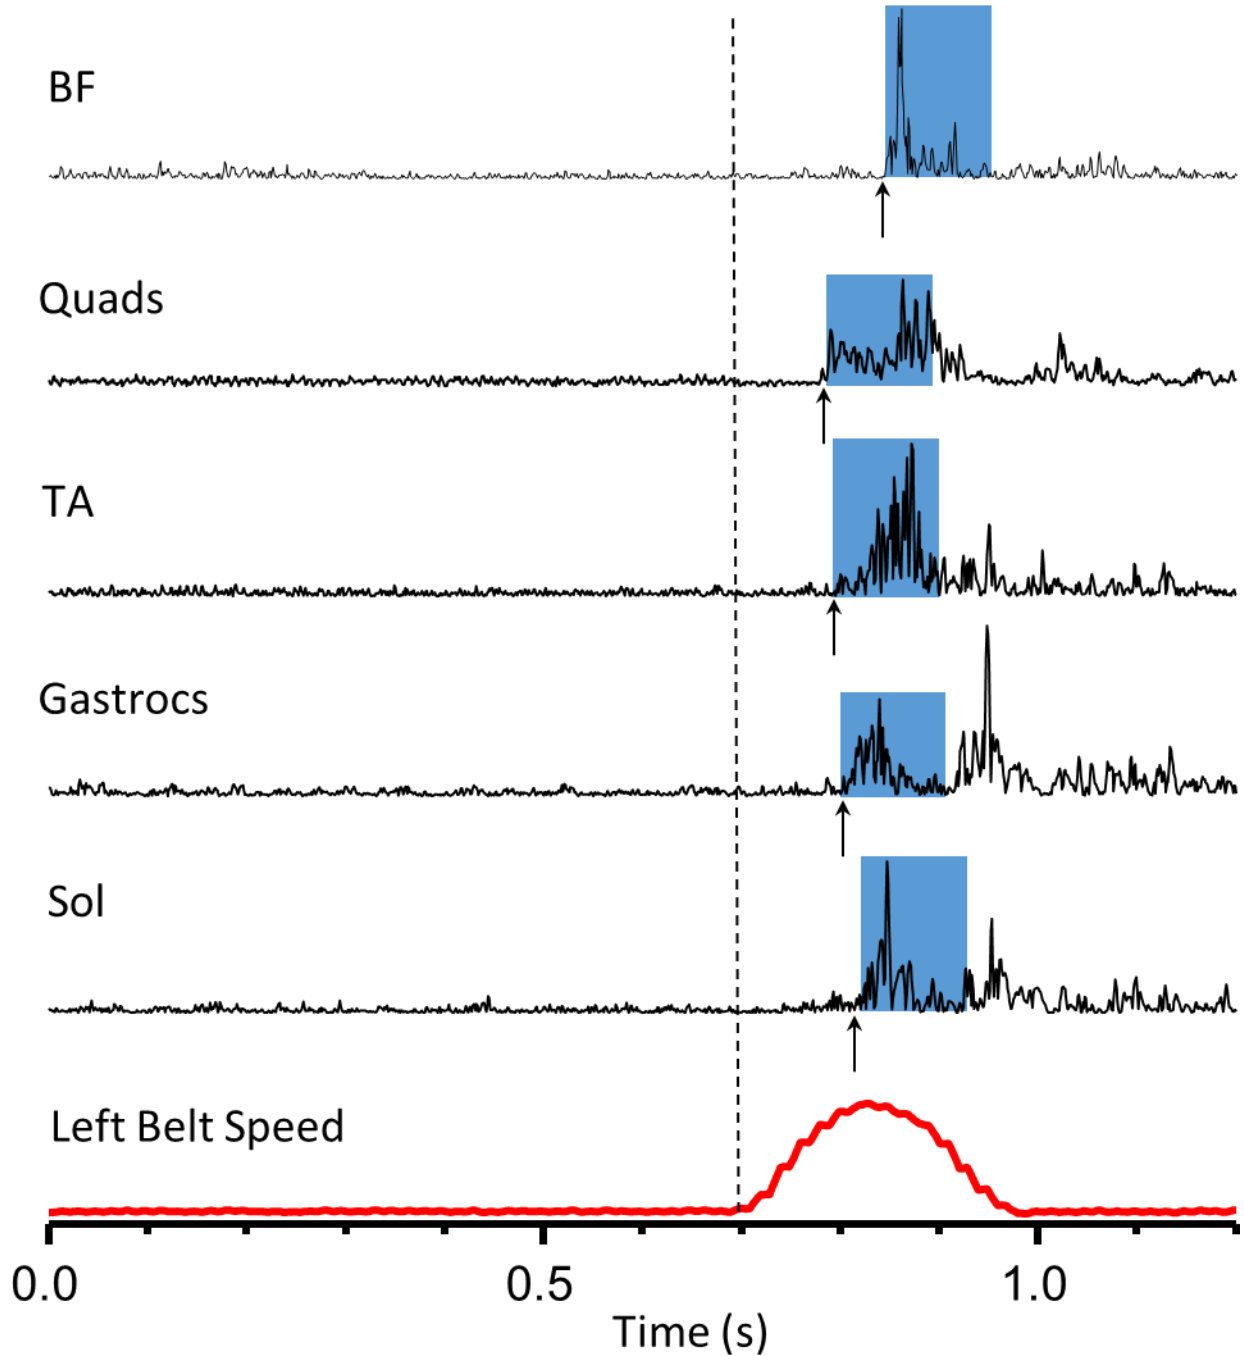 BF
Quads
TA
Gastrocs
Sol
Left Belt Speed
0.0 0.5 1.0
Time (s)